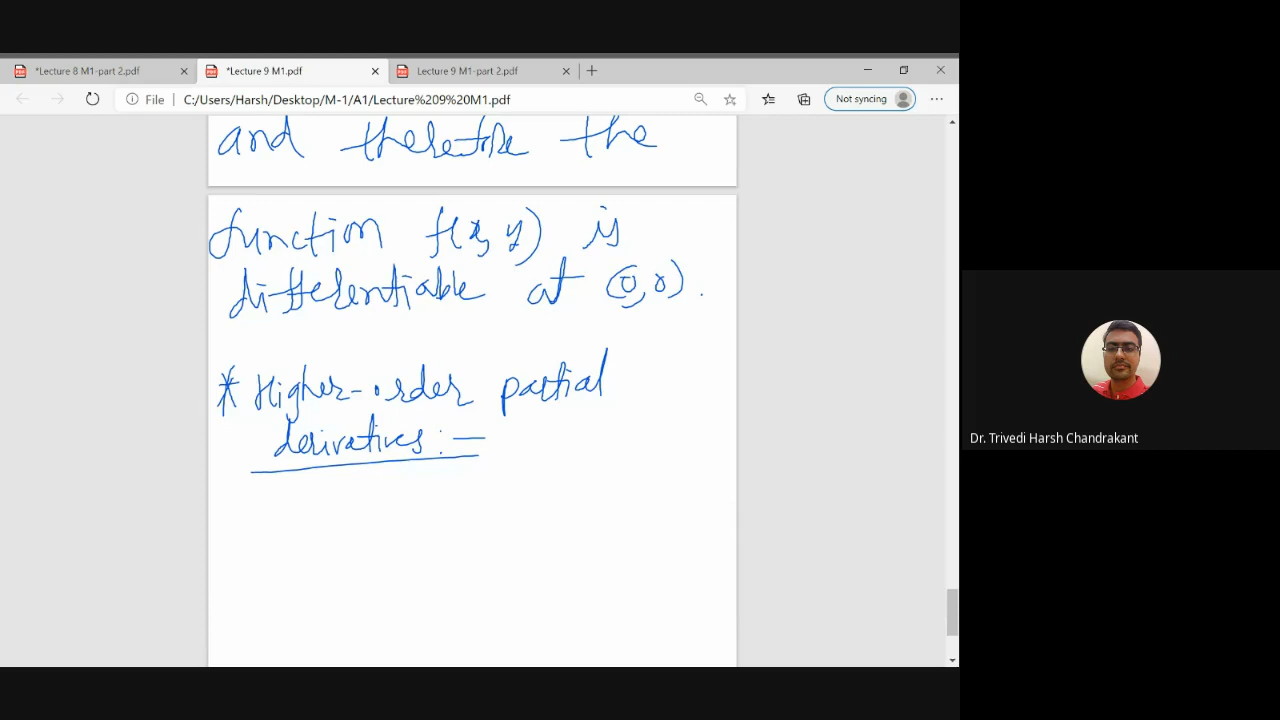 *Lecture 8 M1-part 2.pdf
*Lecture 9 M1.pdf
Lecture 9 M1-part 2.pdf
File
C:/Users/Harsh/Desktop/M-1/A1/Lecture%209%20M1.pdf
Not syncing
and therefore the
function f(x, y) is
differentiable at (0,0).
* Higher-order partial
derivatives:—
Dr. Trivedi Harsh Chandrakant